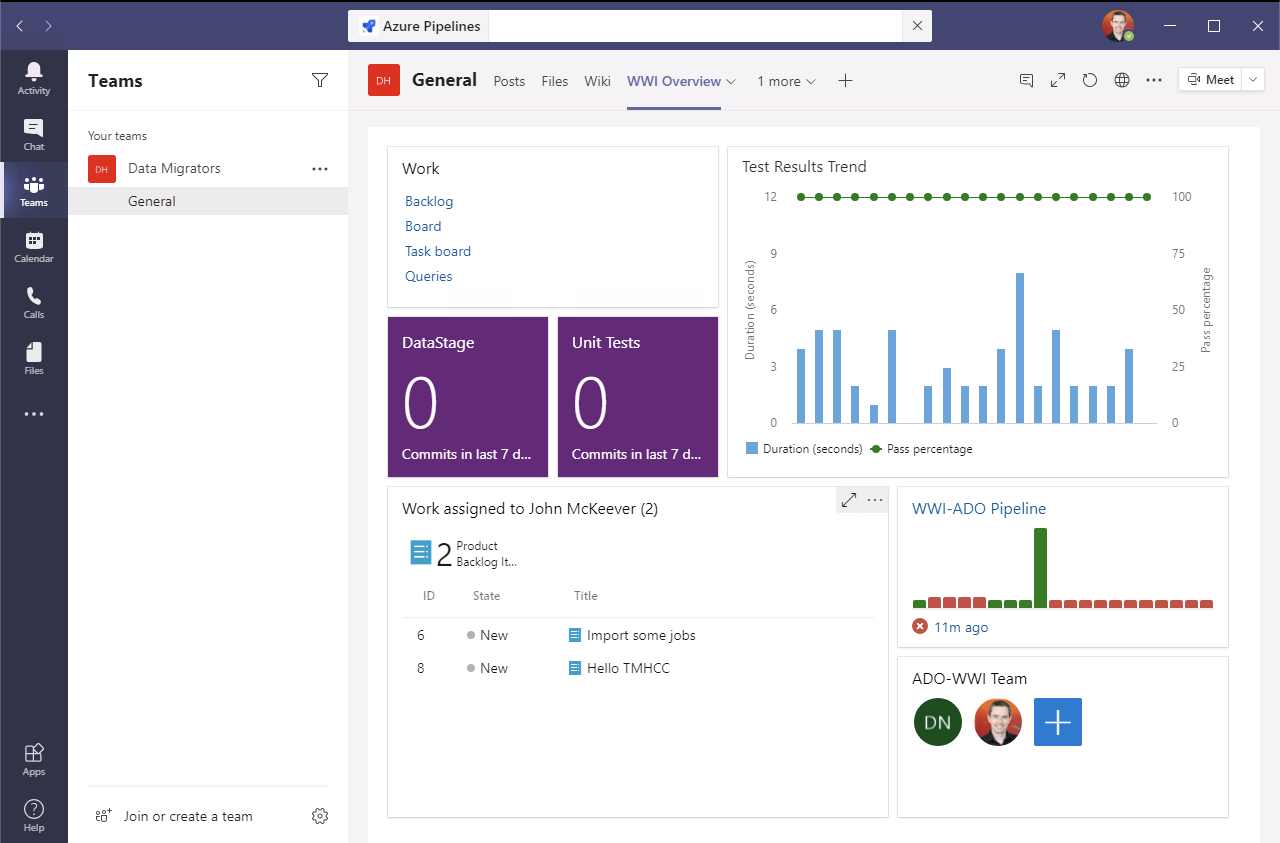 Azure Pipelines
Activity
Chat
Teams
Calendar
Calls
Files
Apps
Help
Teams
Your teams
DH Data Migrators
General
Join or create a team
DH General Posts Files Wiki WWI Overview 1 more Meet
Work
Backlog
Board
Task board
Queries
DataStage
0
Commits in last 7 d...
Unit Tests
0
Commits in last 7 d...
Test Results Trend
12 100
9 75
6 50
3 25
0 0
Duration (seconds)
Pass percentage
Duration (seconds) Pass percentage
Work assigned to John McKeever (2)
2 Product
Backlog It...
ID State Title
6 New Import some jobs
8 New Hello TMHCC
WWI-ADO Pipeline
11m ago
ADO-WWI Team
DN